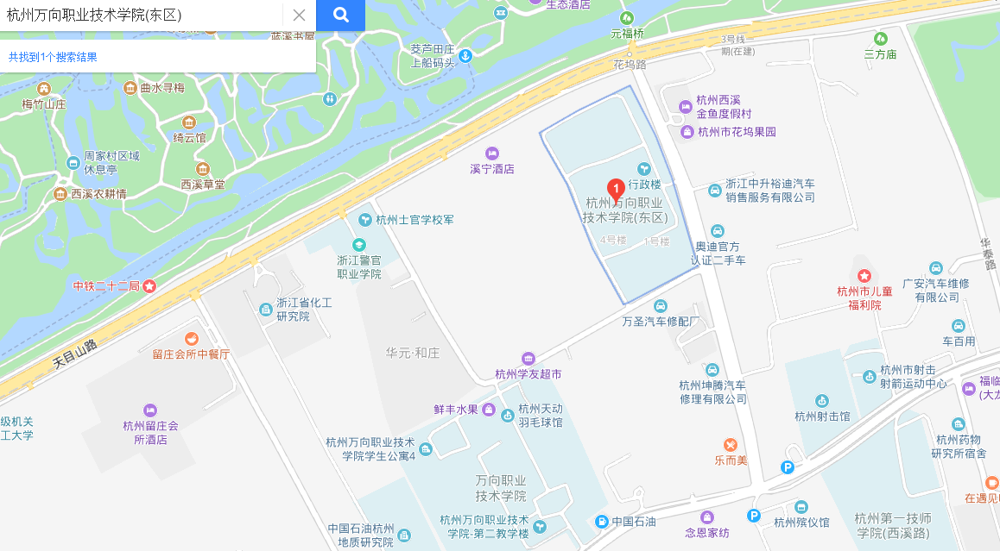 杭州万向职业技术学院(东区)
共找到1个搜索结果
蓝溪书屋
生态酒店
元福桥
茭芦田庄
上船码头
花坞路
3号线一
期(在建)
三方庙
梅竹山庄
曲水寻梅
绮云馆
周家村区域
休息亭
西溪草堂
西溪农耕情
杭州西溪
金鱼度假村
杭州市花坞果园
溪宁酒店
行政楼
1
杭州万向职业
技术学院(东区)
4号楼
1号楼
浙江中升裕迪汽车
销售服务有限公司
奥迪官方
认证二手车
杭州士官学校军
浙江警官
职业学院
华泰路
中铁二十二局
浙江省化工
研究院
杭州市儿童
福利院
广安汽车维修
有限公司
万圣汽车修配厂
车百用
天目山路
留庄会所中餐厅
华元·和庄
杭州学友超市
杭州坤腾汽车
修理有限公司
杭州市射击
射箭运动中心
福临
(大龙
鲜丰水果
杭州天动
羽毛球馆
杭州射击馆
级机关
工大学
杭州留庄会
所酒店
杭州万向职业技术
学院学生公寓4
乐而美
杭州药物
研究所宿舍
万向职业
技术学院
P
在遇见
杭州万向职业技术
学院-第二教学楼
中国石油
P
念恩家纺
杭州殡仪馆
杭州第一技师
学院(西溪路)
中国石油杭州
地质研究院